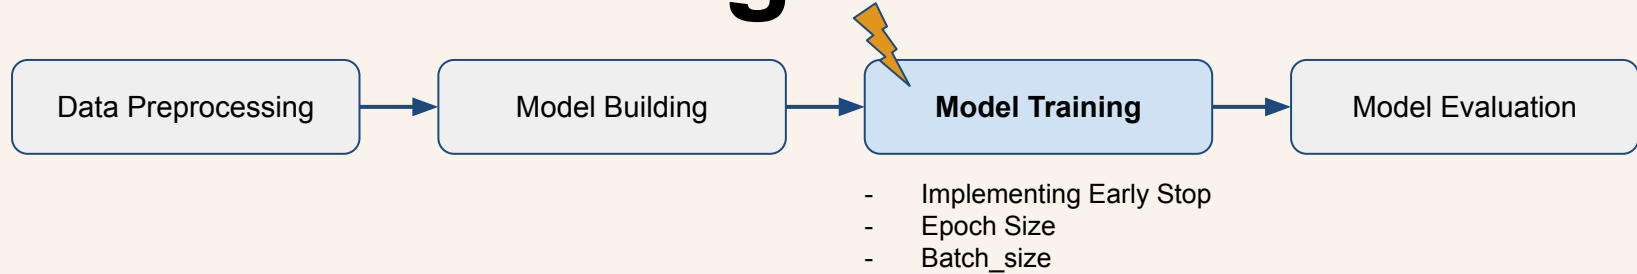 Data Preprocessing
Model Building
Model Training
Model Evaluation
- Implementing Early Stop
- Epoch Size
- Batch_size